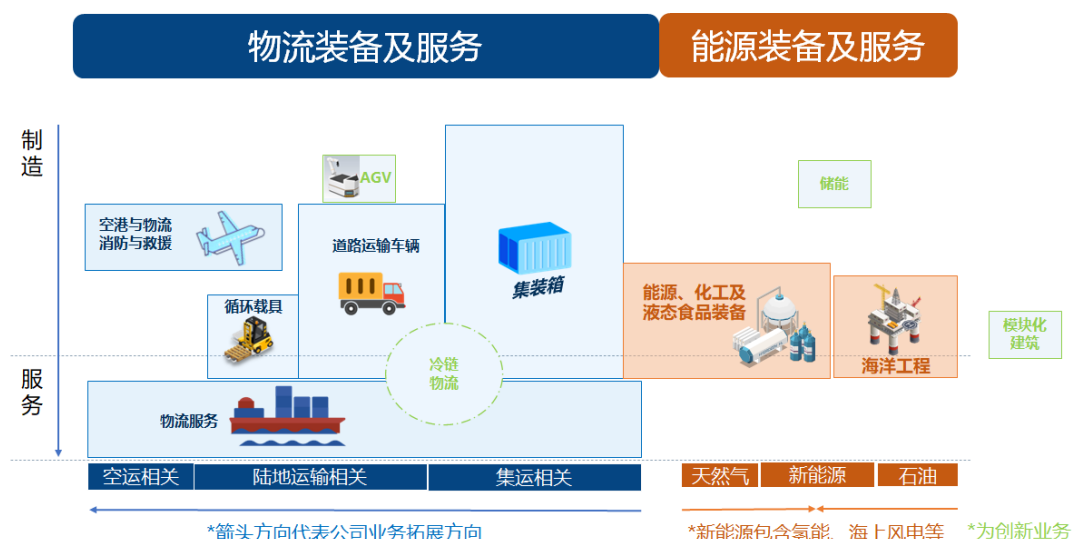 物流装备及服务
能源装备及服务
制造
AGV
储能
空港与物流
消防与救援
道路运输车辆
集装箱
循环载具
能源、化工及
液态食品装备
海洋工程
模块化
建筑
服务
冷链
物流
物流服务
空运相关
陆地运输相关
集运相关
天然气
新能源
石油
*箭头方向代表公司业务拓展方向
*新能源包含氢能、海上风电等
*为创新业务